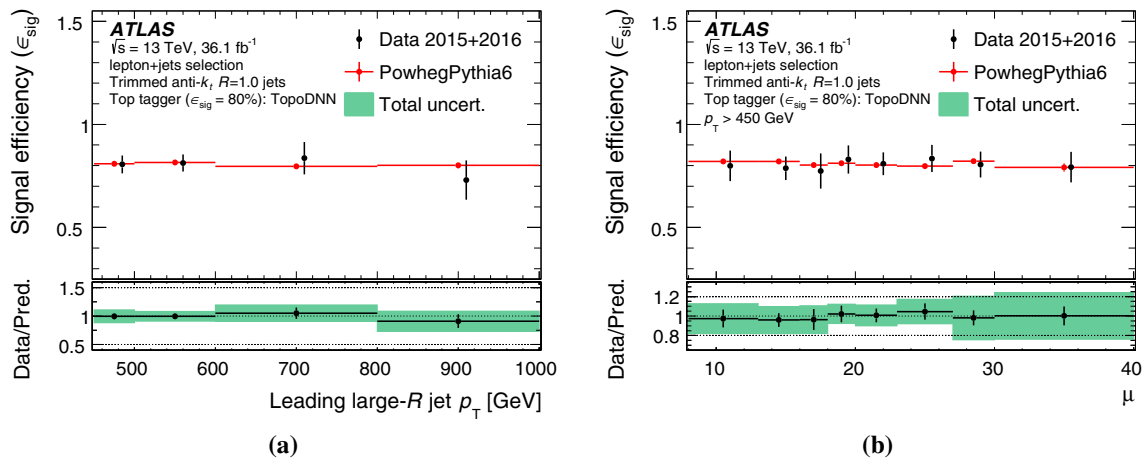 Signal efficiency (ϵsig)
1.5
1
0.5
ATLAS
√s = 13 TeV, 36.1 fb-1
lepton+jets selection
Trimmed anti-kt R=1.0 jets
Top tagger (ϵsig = 80%): TopoDNN
Data 2015+2016
PowhegPythia6
Total uncert.
Data/Pred.
1.5
1
0.5
500 600 700 800 900 1000
Leading large-R jet pT [GeV]
(a)
Signal efficiency (ϵsig)
1.5
1
0.5
ATLAS
√s = 13 TeV, 36.1 fb-1
lepton+jets selection
Trimmed anti-kt R=1.0 jets
Top tagger (ϵsig = 80%): TopoDNN
pT > 450 GeV
Data 2015+2016
PowhegPythia6
Total uncert.
Data/Pred.
1.2
1
0.8
10 20 30 40
μ
(b)